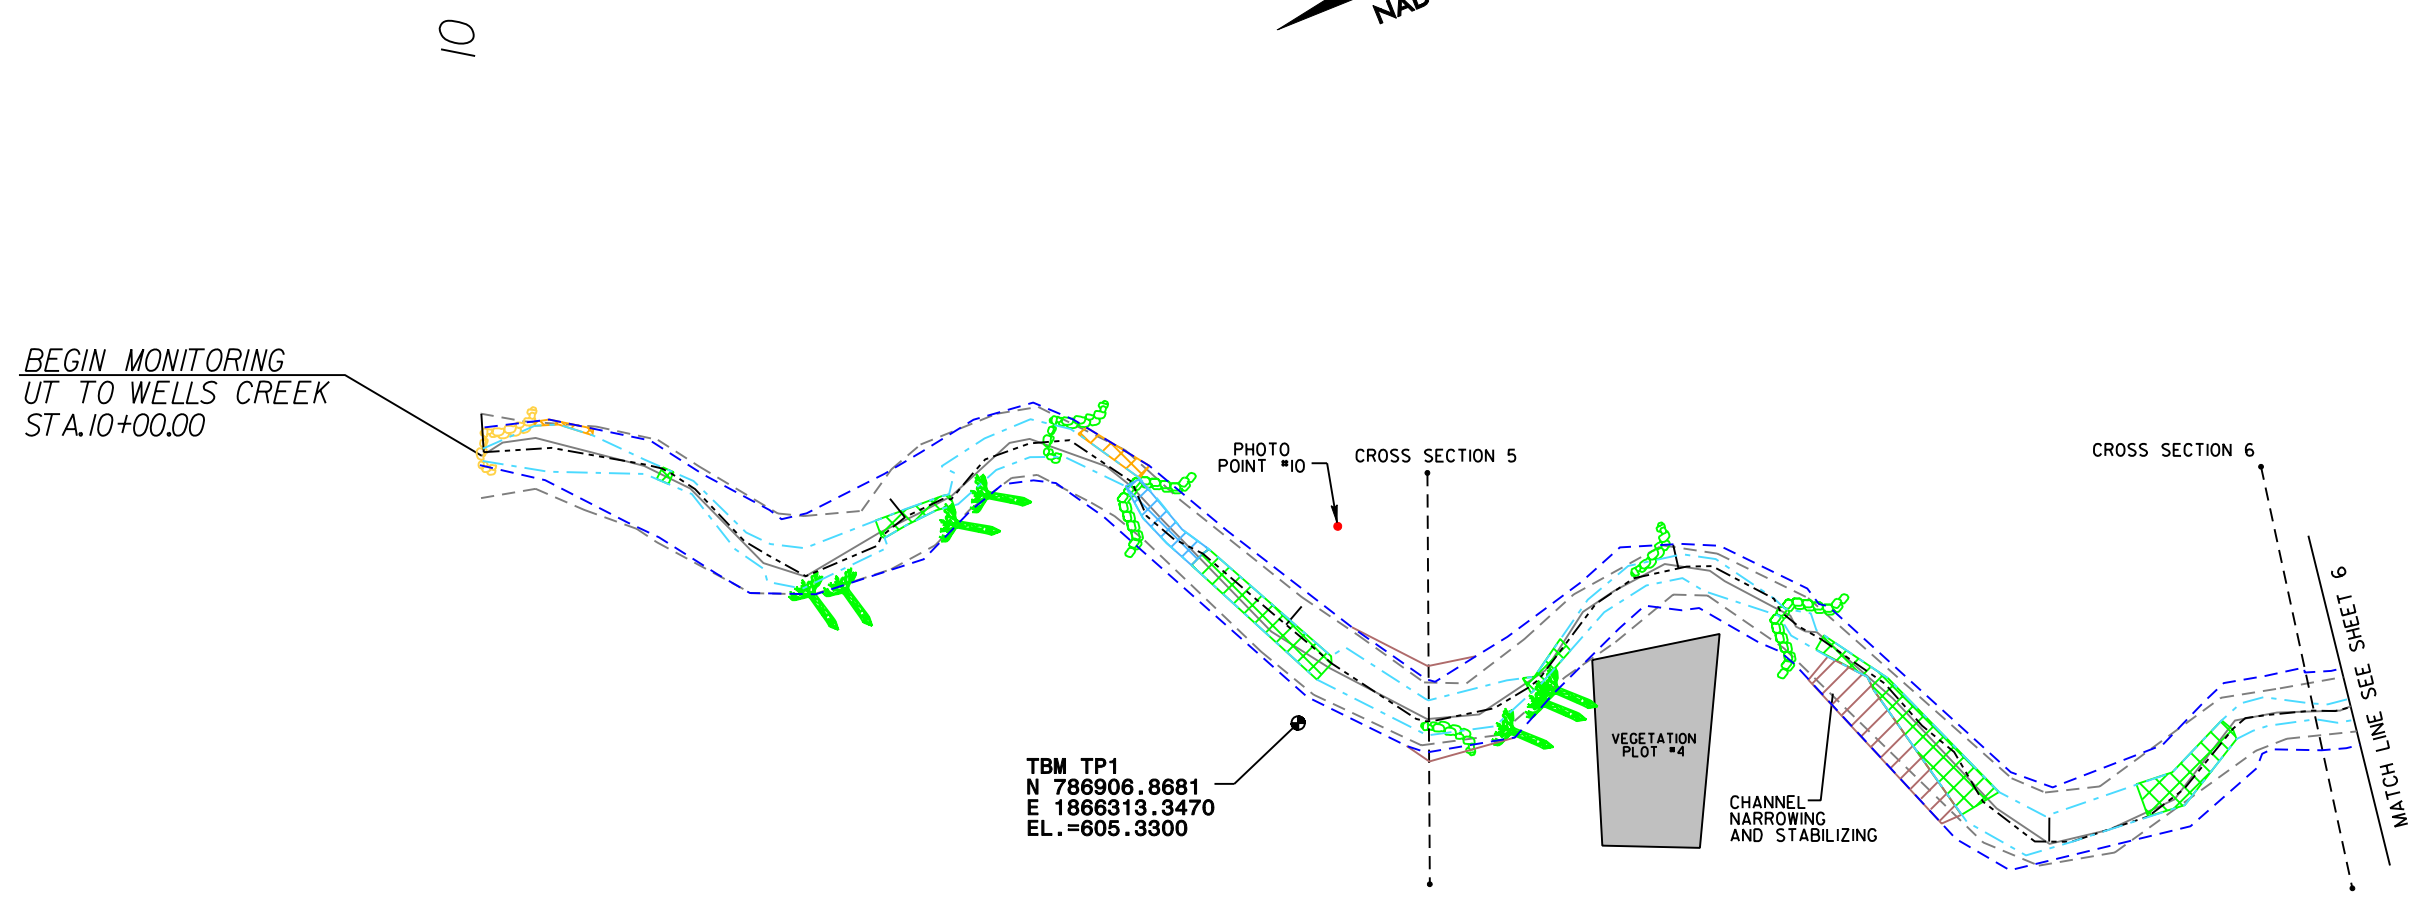 NAD
10
BEGIN MONITORING
UT TO WELLS CREEK
STA.10+00.00
PHOTO
POINT #10
CROSS SECTION 5
CROSS SECTION 6
MATCH LINE SEE SHEET 6
VEGETATION
PLOT #4
TBM TP1
N 786906.8681
E 1866313.3470
EL.=605.3300
CHANNEL
NARROWING
AND STABILIZING